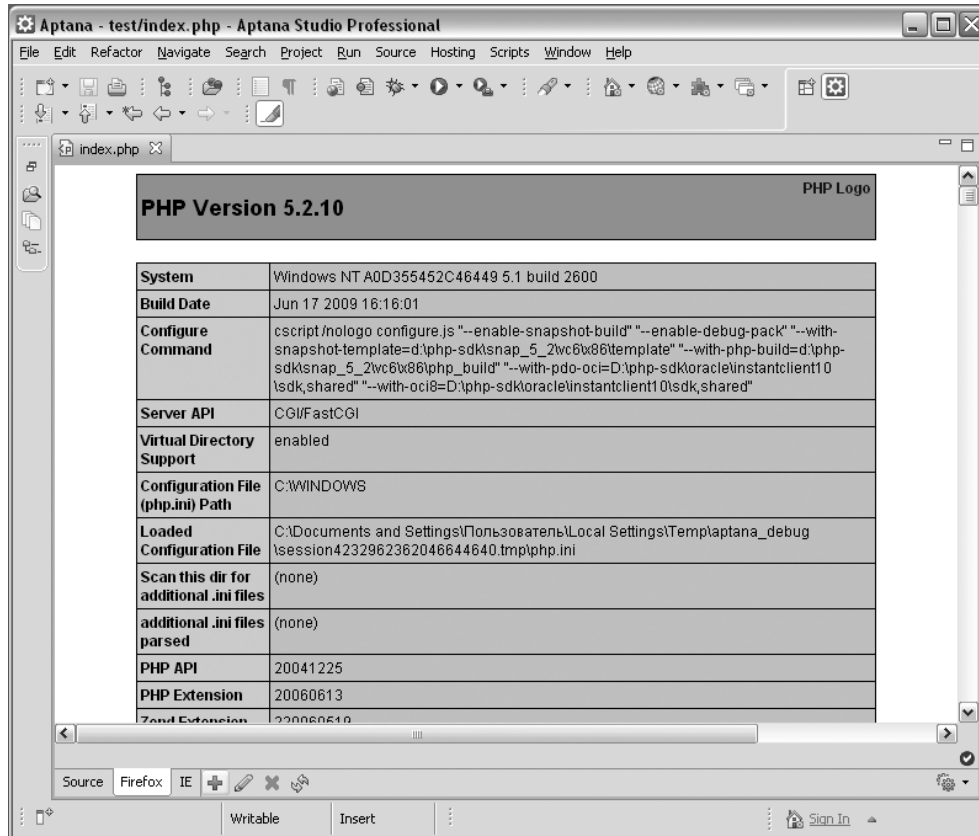 Aptana - test/index.php - Aptana Studio Professional
File Edit Refactor Navigate Search Project Run Source Hosting Scripts Window Help
index.php
PHP Logo
PHP Version 5.2.10
System Windows NT A0D355452C46449 5.1 build 2600
Build Date Jun 17 2009 16:16:01
Configure cscript /nologo configure.js "--enable-snapshot-build" "--enable-debug-pack" "--with-
Command snapshot-template=d:\php-sdk\snap_5_2\vc6\x86\template" "--with-php-build=d:\php-
sdk\snap_5_2\vc6\x86\php_build" "--with-pdo-oci=D:\php-sdk\oracle\instantclient10
\sdk,shared" "--with-oci8=D:\php-sdk\oracle\instantclient10\sdk,shared"
Server API CGI/FastCGI
Virtual Directory enabled
Support
Configuration File C:\WINDOWS
(php.ini) Path
Loaded C:\Documents and Settings\Пользователь\Local Settings\Temp\aptana_debug
Configuration File \session4232962362046644640.tmp\php.ini
Scan this dir for (none)
additional .ini files
additional .ini files (none)
parsed
PHP API 20041225
PHP Extension 20060613
Zend Extension 220060519
Source Firefox IE
Writable Insert Sign In